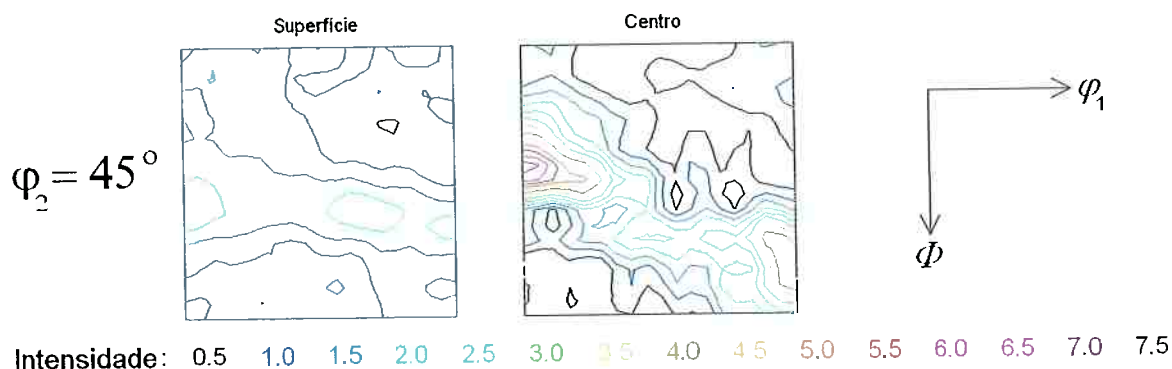 Superfície
Centro
φ₂ = 45°
φ₁
Φ
Intensidade: 0.5 1.0 1.5 2.0 2.5 3.0 3.5 4.0 4.5 5.0 5.5 6.0 6.5 7.0 7.5